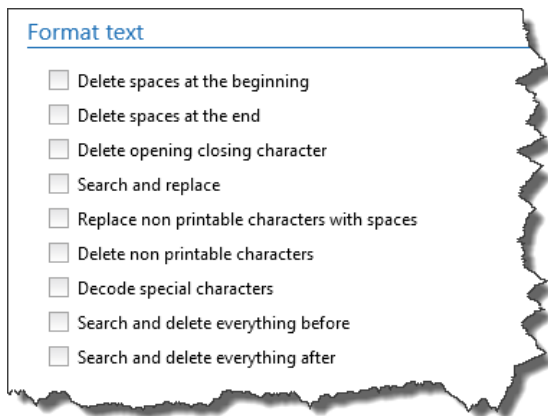 Format text
Delete spaces at the beginning
Delete spaces at the end
Delete opening closing character
Search and replace
Replace non printable characters with spaces
Delete non printable characters
Decode special characters
Search and delete everything before
Search and delete everything after